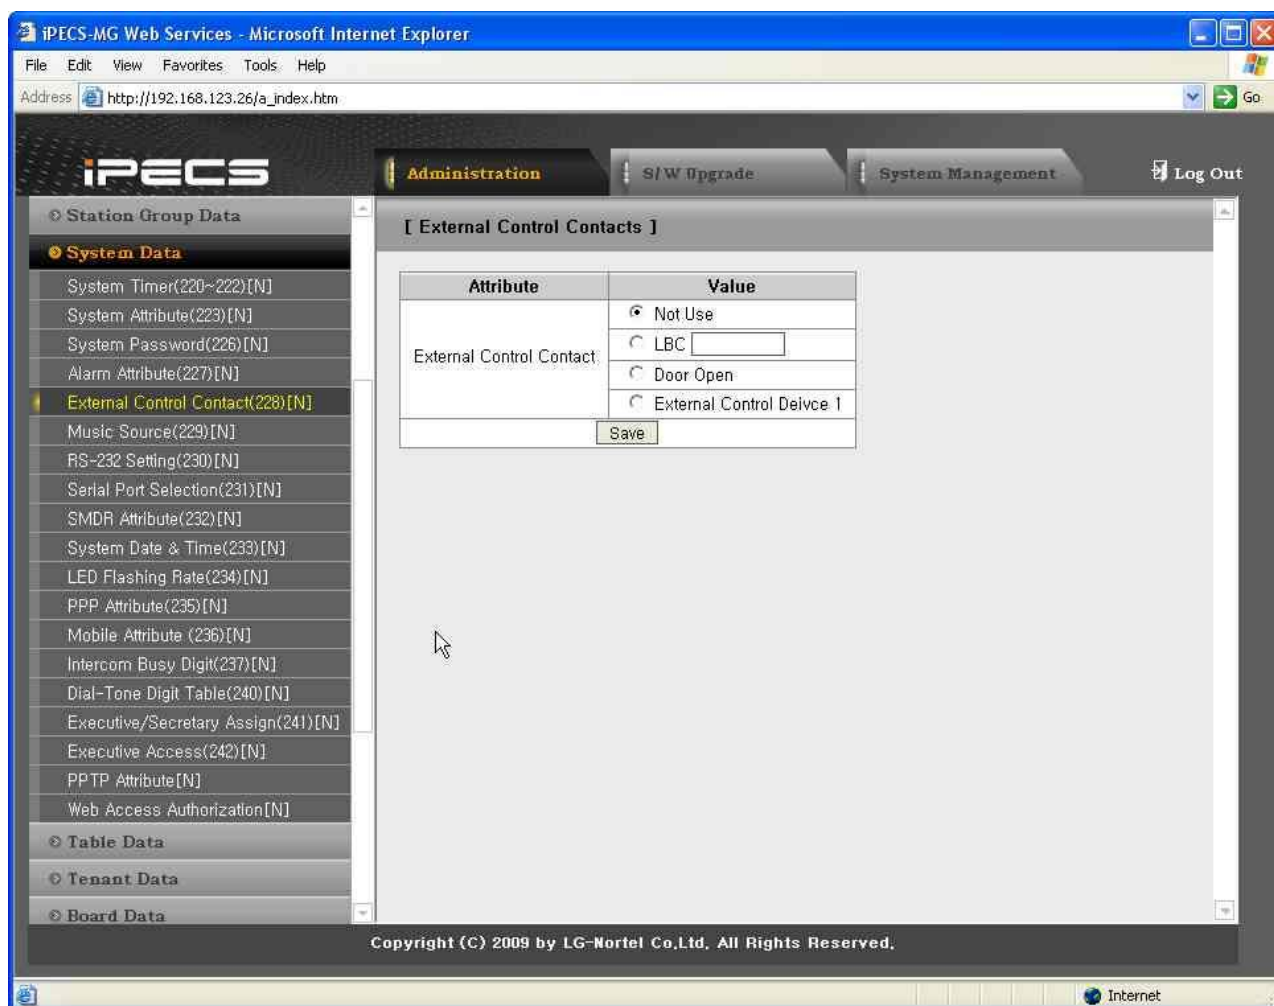 iPECS-MG Web Services - Microsoft Internet Explorer
File Edit View Favorites Tools Help
Address http://192.168.123.26/a_index.htm Go
iPECS Administration S/W Upgrade System Management Log Out
Station Group Data
System Data
System Timer(220~222)[N]
System Attribute(223)[N]
System Password(226)[N]
Alarm Attribute(227)[N]
External Control Contact(228)[N]
Music Source(229)[N]
RS-232 Setting(230)[N]
Serial Port Selection(231)[N]
SMDR Attribute(232)[N]
System Date & Time(233)[N]
LED Flashing Rate(234)[N]
PPP Attribute(235)[N]
Mobile Attribute (236)[N]
Intercom Busy Digit(237)[N]
Dial-Tone Digit Table(240)[N]
Executive/Secretary Assign(241)[N]
Executive Access(242)[N]
PPTP Attribute[N]
Web Access Authorization[N]
Table Data
Tenant Data
Board Data
[ External Control Contacts ]
Attribute Value
External Control Contact
Not Use
LBC
Door Open
External Control Deivce 1
Save
Copyright (C) 2009 by LG-Nortel Co,Ltd, All Rights Reserved,
Internet